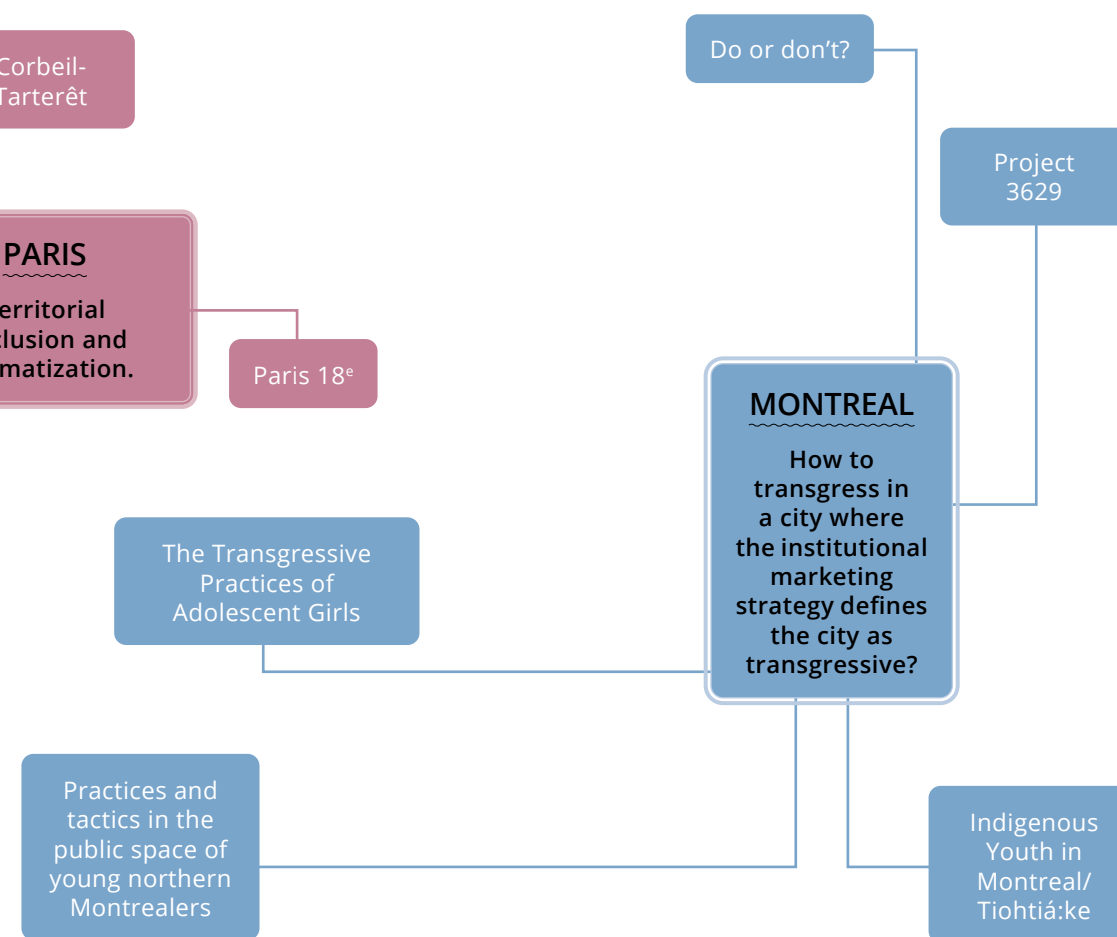 Corbeil-
Tarterêt
PARIS
erritorial
clusion and
matization.
Paris 18ᵉ
Do or don’t?
Project
3629
MONTREAL
How to
transgress in
a city where
the institutional
marketing
strategy defines
the city as
transgressive?
The Transgressive
Practices of
Adolescent Girls
Practices and
tactics in the
public space of
young northern
Montrealers
Indigenous
Youth in
Montreal/
Tiohtiá:ke